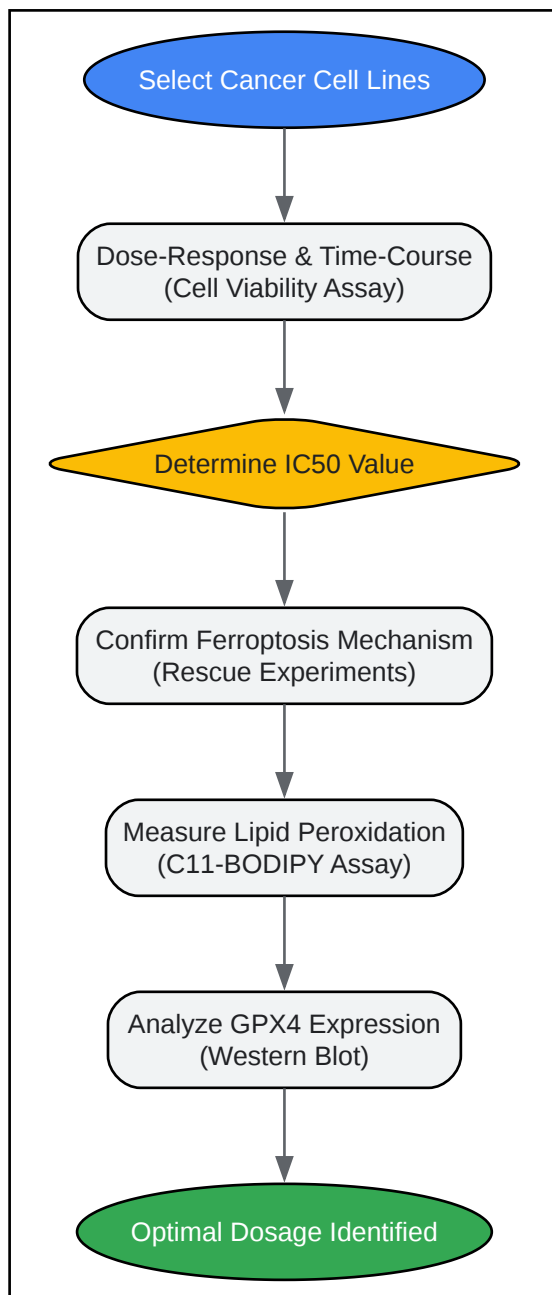 Select Cancer Cell Lines
Dose-Response & Time-Course
(Cell Viability Assay)
Determine IC50 Value
Confirm Ferroptosis Mechanism
(Rescue Experiments)
Measure Lipid Peroxidation
(C11-BODIPY Assay)
Analyze GPX4 Expression
(Western Blot)
Optimal Dosage Identified